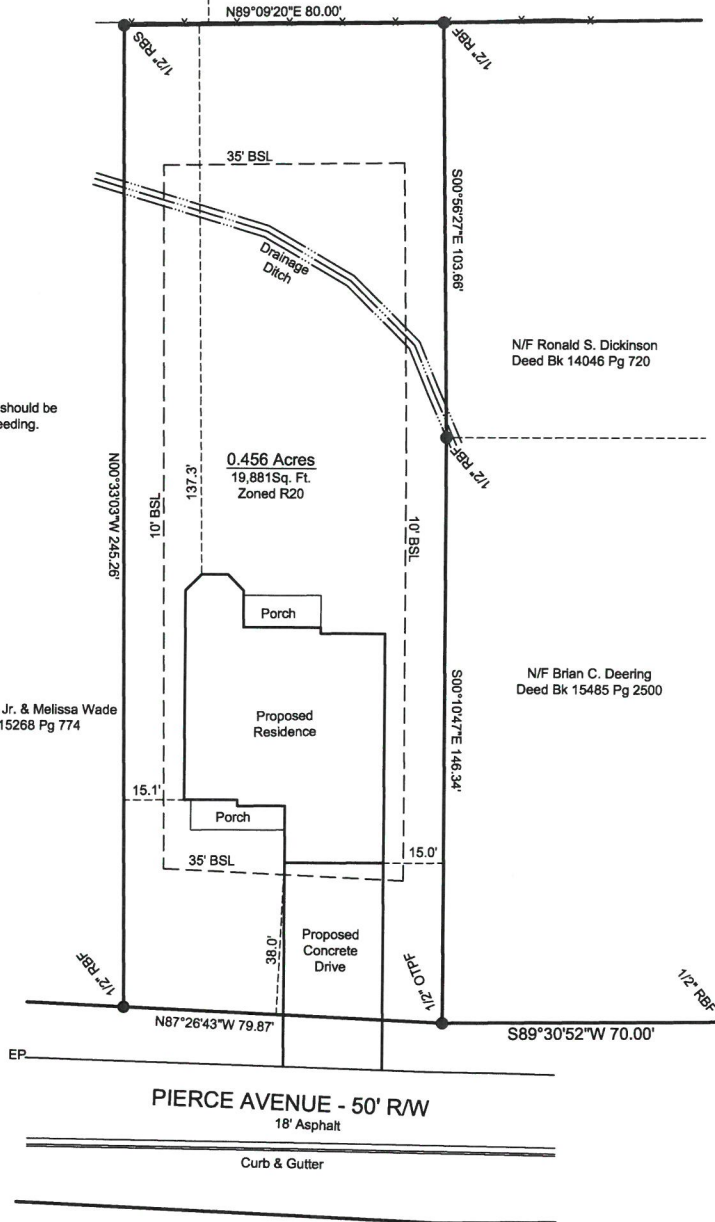 N89°09'20"E 80.00'
1/2" RBS
1/2" RBF
35' BSL
S00°56'27"E 103.66'
Drainage
Ditch
N/F Ronald S. Dickinson
Deed Bk 14046 Pg 720
should be
eeding.
1/2" RBF
0.456 Acres
19,881Sq. Ft.
Zoned R20
N00°33'03"W 245.26'
10' BSL
137.3'
10' BSL
Porch
N/F Brian C. Deering
Deed Bk 15485 Pg 2500
S00°10'47"E 146.34'
Jr. & Melissa Wade
15268 Pg 774
Proposed
Residence
15.1'
Porch
35' BSL
15.0'
38.0'
Proposed
Concrete
Drive
1/2" RBF
1/2" OTPF
1/2" RBF
N87°26'43"W 79.87'
S89°30'52"W 70.00'
EP
PIERCE AVENUE - 50' R/W
18' Asphalt
Curb & Gutter